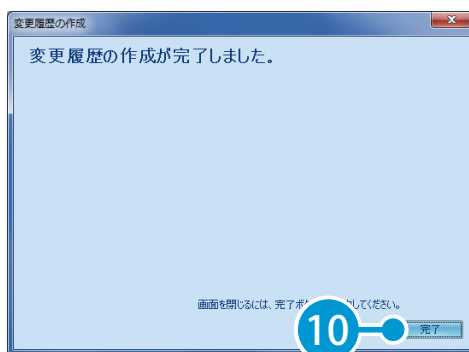 変更履歴の作成
変更履歴の作成が完了しました。
画面を閉じるには、完了ボ してください。
10
完了